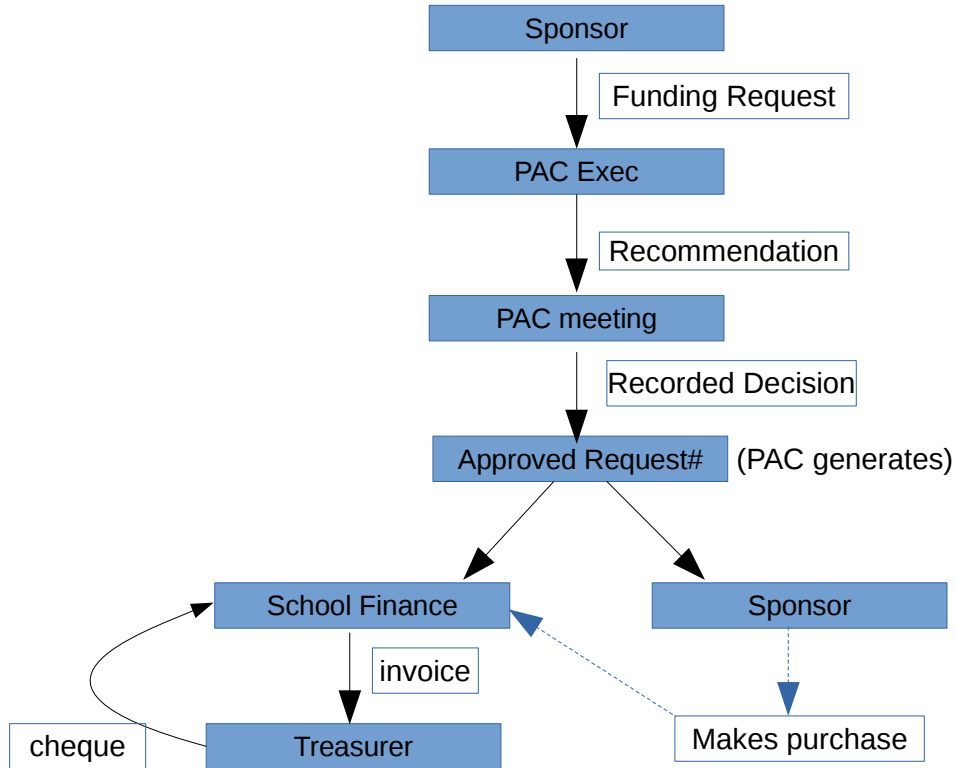 Sponsor
Funding Request
PAC Exec
Recommendation
PAC meeting
Recorded Decision
Approved Request# (PAC generates)
School Finance
Sponsor
invoice
Makes purchase
cheque
Treasurer